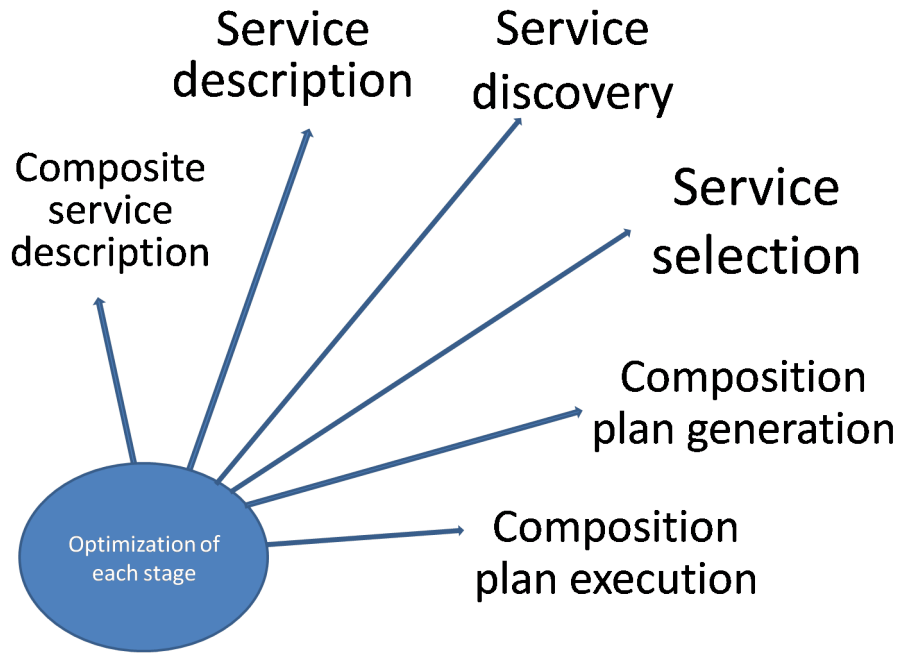 Service
description
Service
discovery
Composite
service
description
Service
selection
Composition
plan generation
Composition
plan execution
Optimization of
each stage